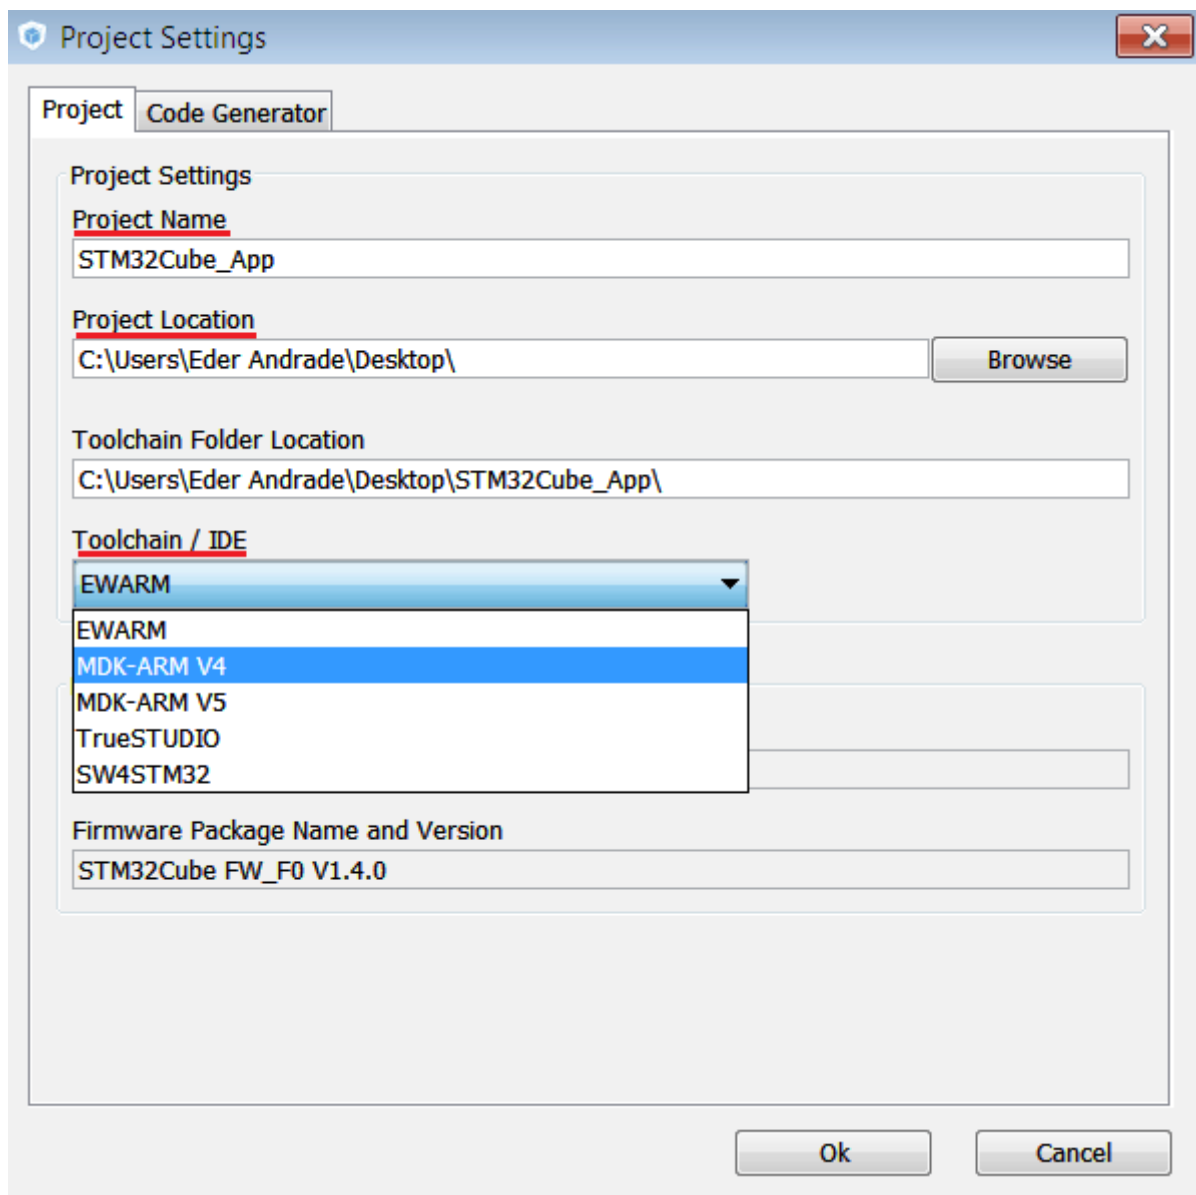 Project Settings
Project
Code Generator
Project Settings
Project Name
STM32Cube_App
Project Location
C:\Users\Eder Andrade\Desktop\
Browse
Toolchain Folder Location
C:\Users\Eder Andrade\Desktop\STM32Cube_App\
Toolchain / IDE
EWARM
EWARM
MDK-ARM V4
MDK-ARM V5
TrueSTUDIO
SW4STM32
Firmware Package Name and Version
STM32Cube FW_F0 V1.4.0
Ok
Cancel